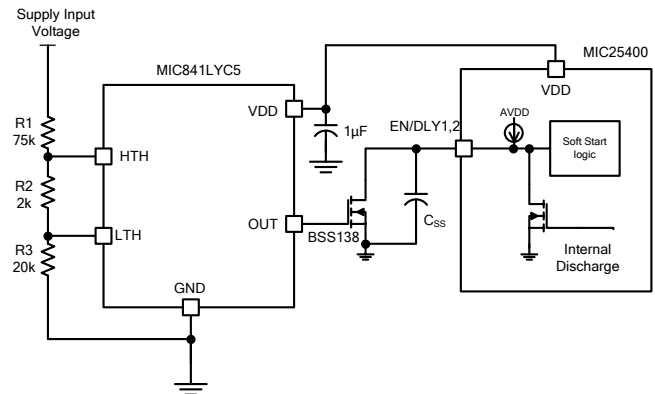 Supply Input
Voltage
MIC841LYC5
MIC25400
R1
75k
HTH
VDD
1µF
EN/DLY1,2
VDD
AVDD
Soft Start
logic
R2
2k
LTH
OUT
BSS138
CSS
R3
20k
GND
Internal
Discharge